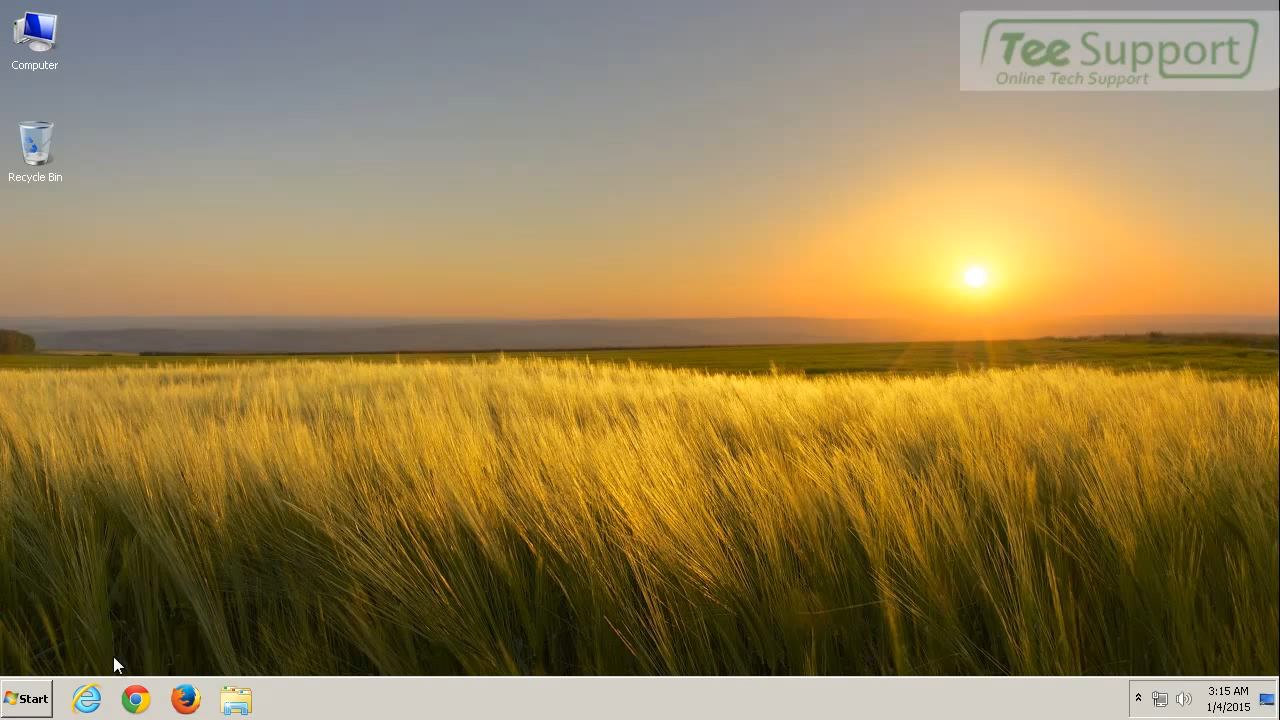 Computer
Recycle Bin
Tee Support
Online Tech Support
Start
3:15 AM
1/4/2015